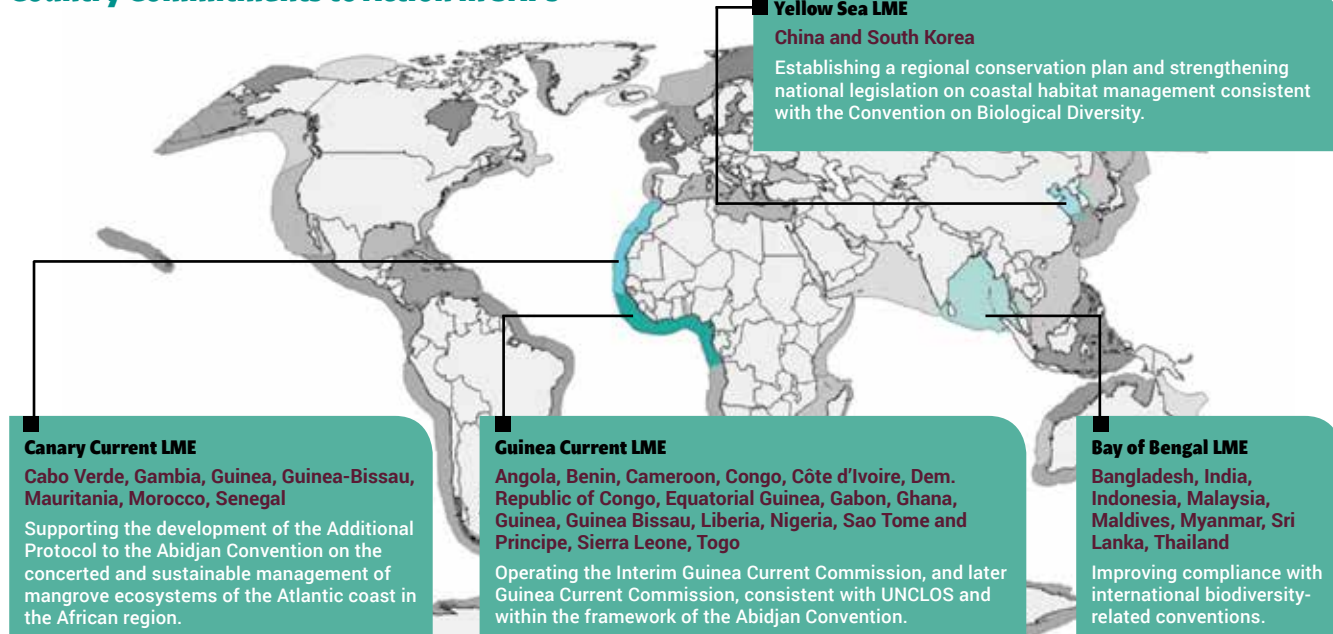 Country Commitments to Action in SAPs
Yellow Sea LME
China and South Korea
Establishing a regional conservation plan and strengthening
national legislation on coastal habitat management consistent
with the Convention on Biological Diversity.
Canary Current LME
Cabo Verde, Gambia, Guinea, Guinea-Bissau,
Mauritania, Morocco, Senegal
Supporting the development of the Additional
Protocol to the Abidjan Convention on the
concerted and sustainable management of
mangrove ecosystems of the Atlantic coast in
the African region.
Guinea Current LME
Angola, Benin, Cameroon, Congo, Côte d’Ivoire, Dem.
Republic of Congo, Equatorial Guinea, Gabon, Ghana,
Guinea, Guinea Bissau, Liberia, Nigeria, Sao Tome and
Principe, Sierra Leone, Togo
Operating the Interim Guinea Current Commission, and later
Guinea Current Commission, consistent with UNCLOS and
within the framework of the Abidjan Convention.
Bay of Bengal LME
Bangladesh, India,
Indonesia, Malaysia,
Maldives, Myanmar, Sri
Lanka, Thailand
Improving compliance with
international biodiversity-
related conventions.